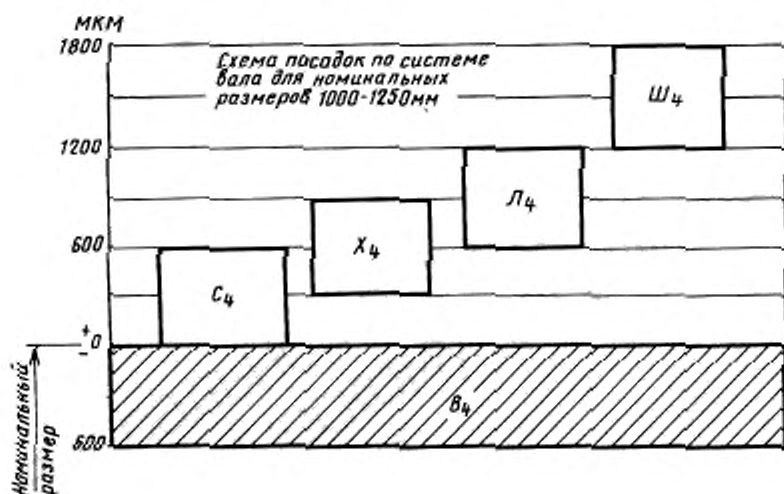 МКМ
1800
Схема посадок по системе
вала для номинальных
размеров 1000-1250мм
Ш₄
1200
Л₄
Х₄
600
С₄
+
0
−
В₄
600
Номинальный
размер